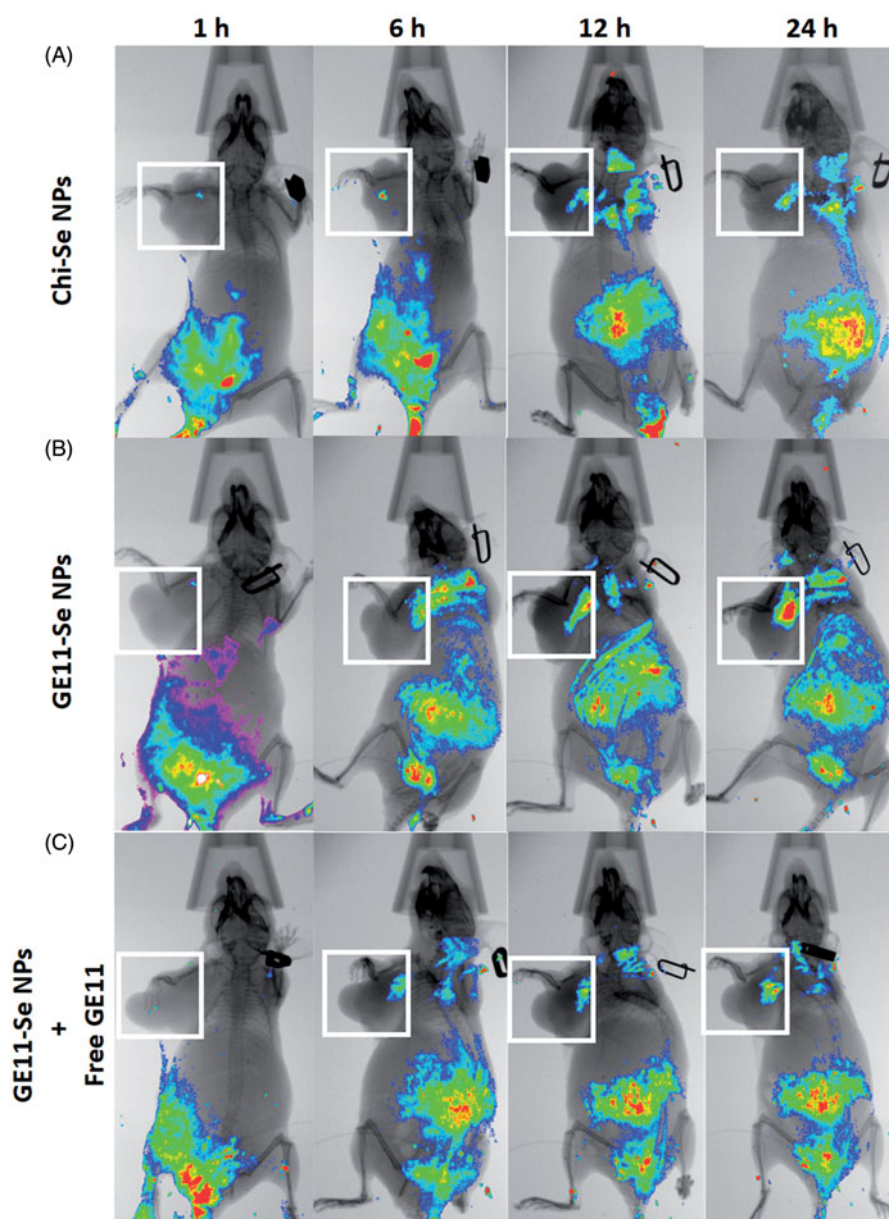 1 h 6 h 12 h 24 h
(A)
Chi-Se NPs
(B)
GE11-Se NPs
(C)
GE11-Se NPs
+
Free GE11